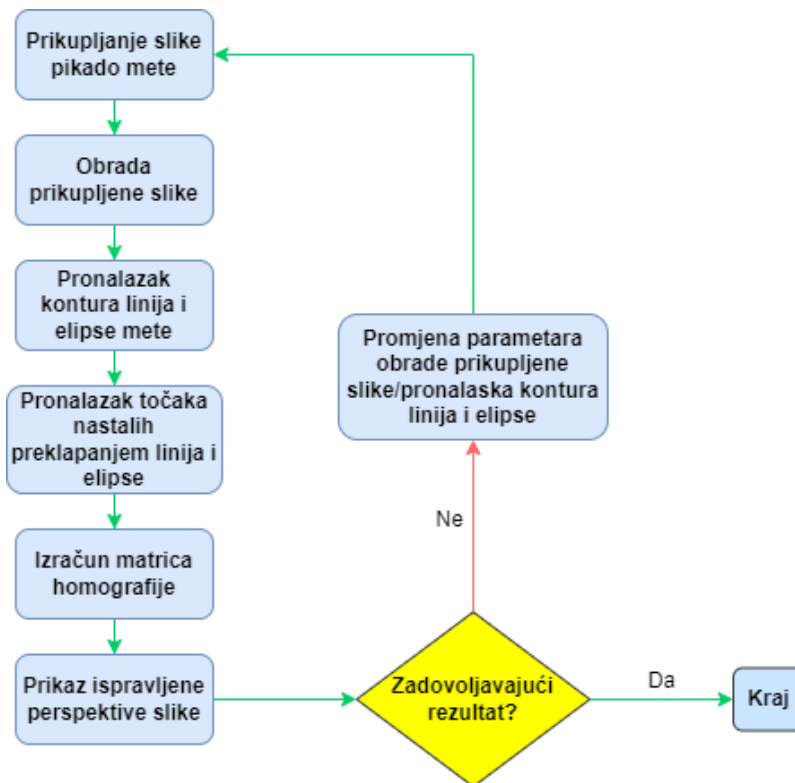 Prikupljanje slike
pikado mete
Obrada
prikupljene slike
Pronalazak
kontura linija i
elipse mete
Pronalazak točaka
nastalih
preklapanjem linija i
elipse
Izračun matrica
homografije
Prikaz ispravljene
perspektive slike
Zadovoljavajući
rezultat?
Ne
Promjena parametara
obrade prikupljene
slike/pronalaska kontura
linija i elipse
Da
Kraj